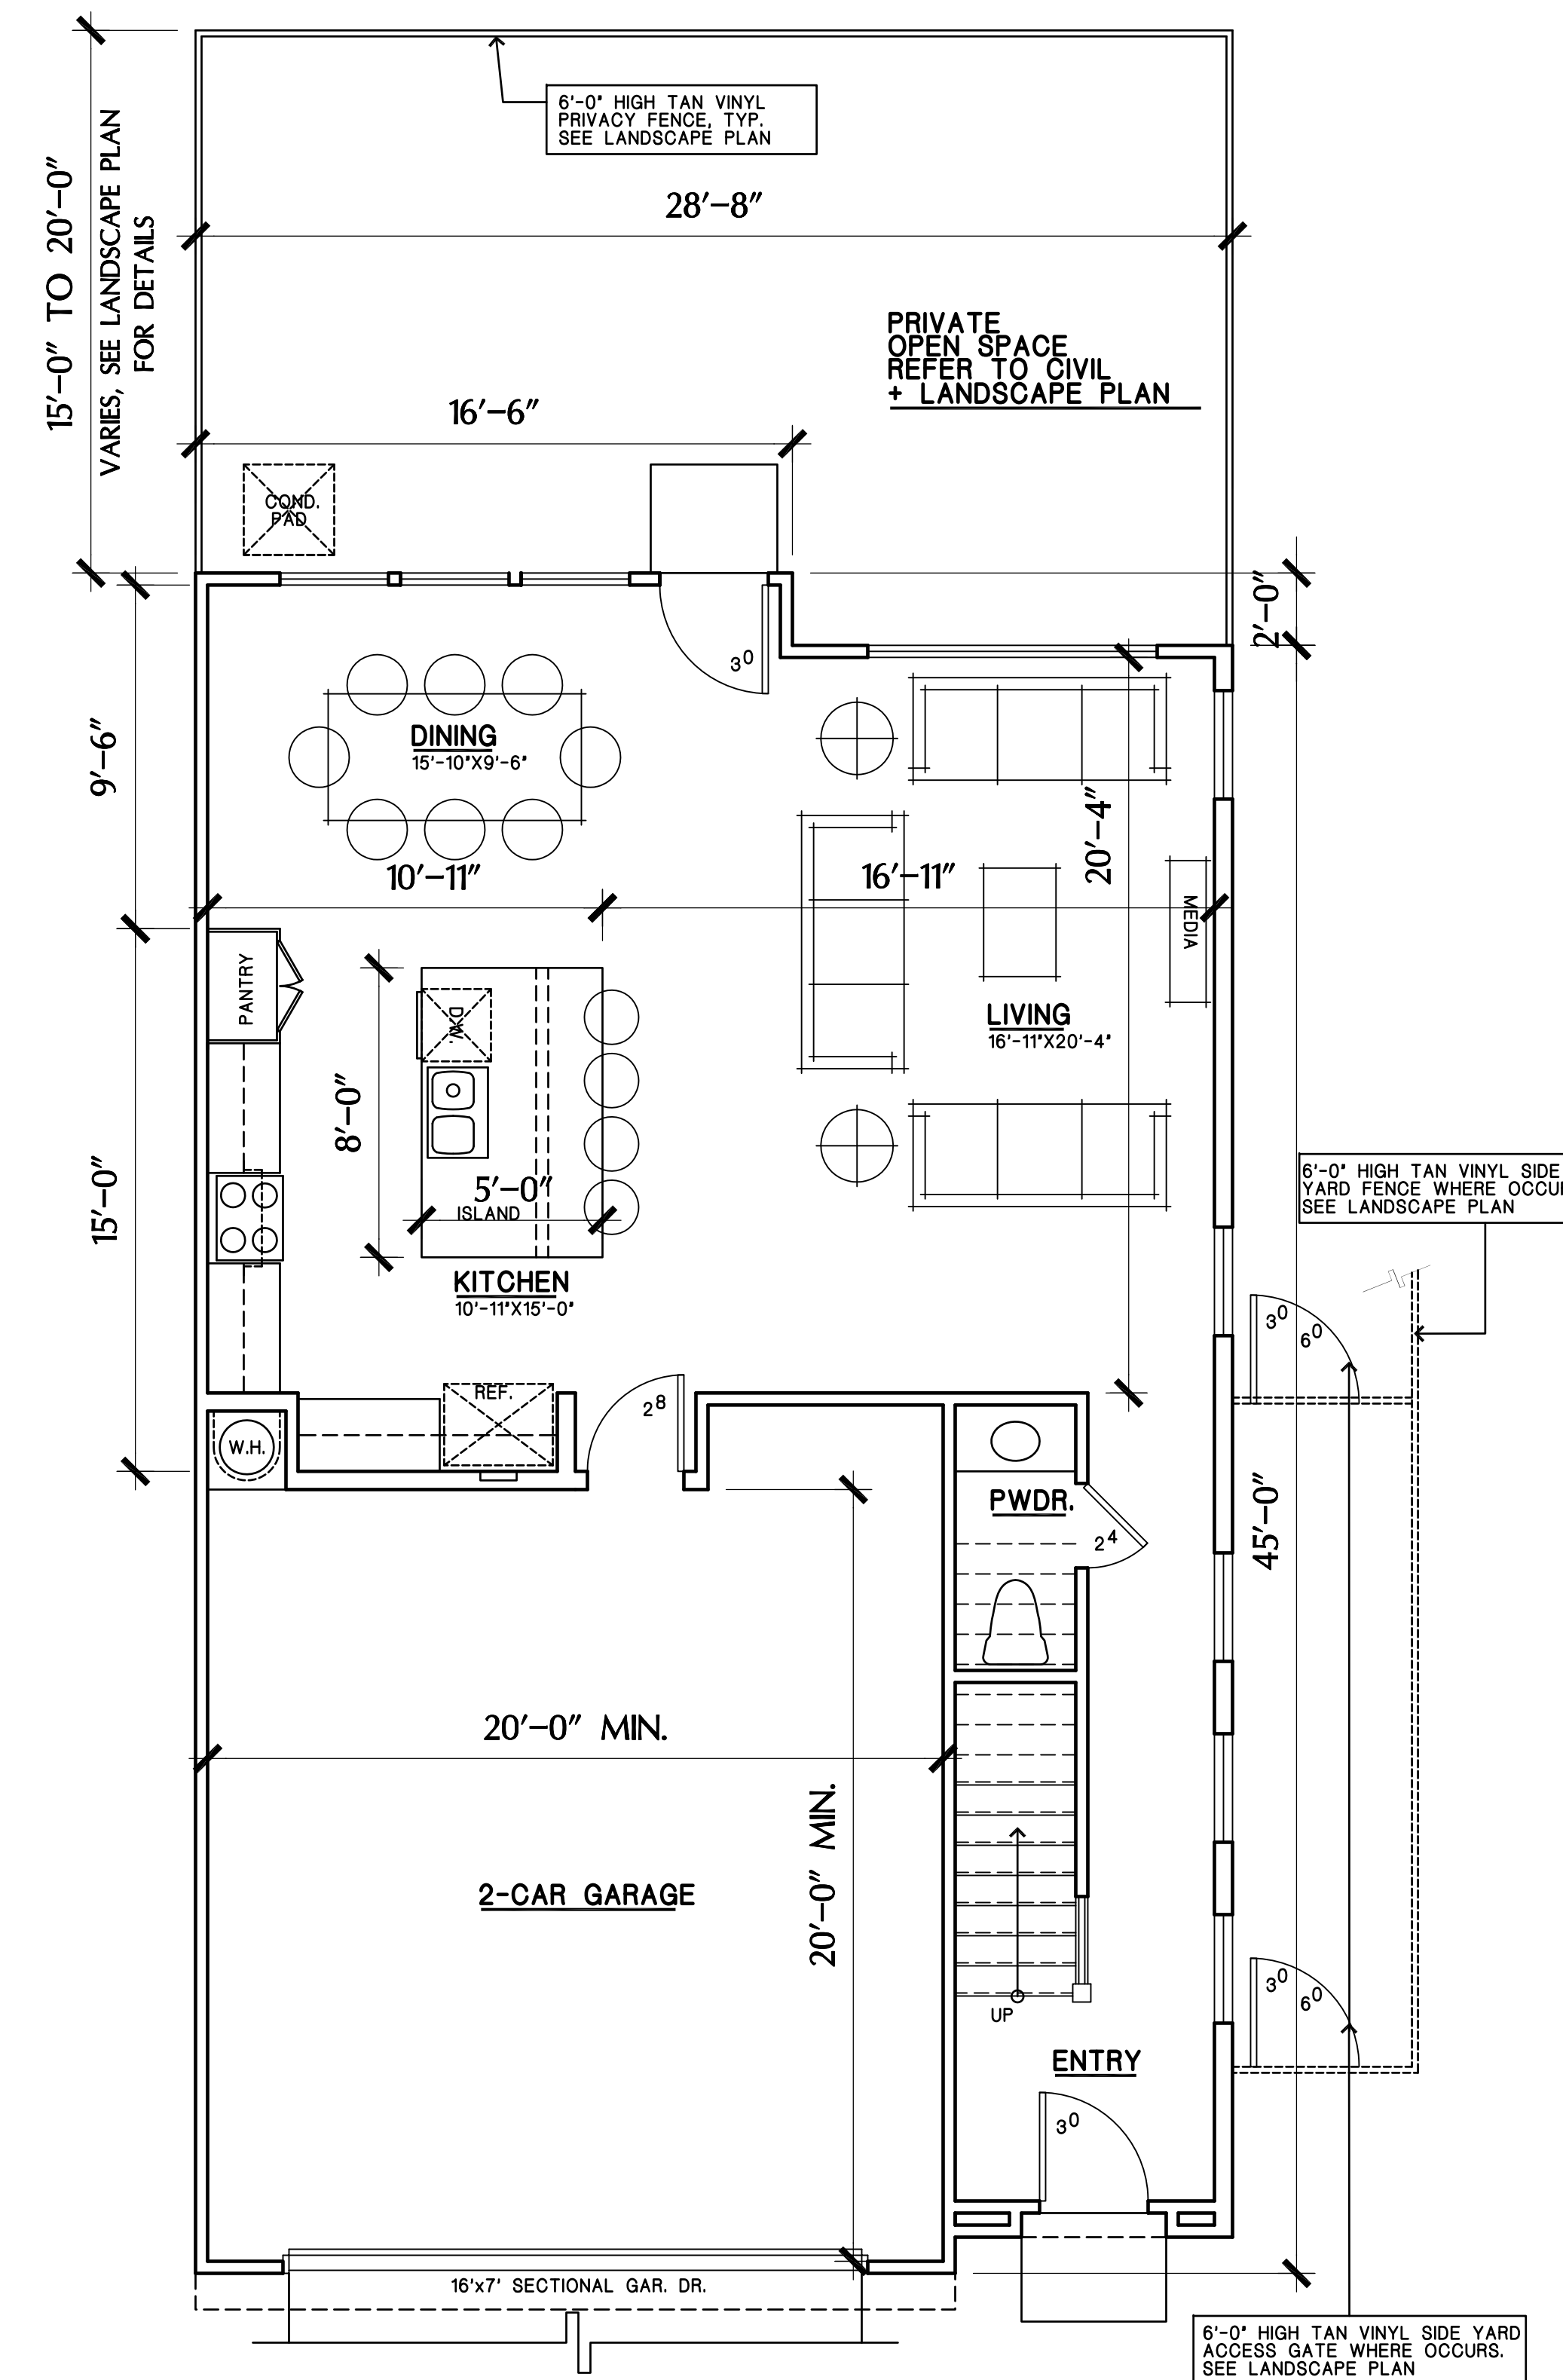 6'-0" HIGH TAN VINYL
PRIVACY FENCE, TYP.
SEE LANDSCAPE PLAN
15'-0" TO 20'-0"
VARIES, SEE LANDSCAPE PLAN
FOR DETAILS
28'-8"
PRIVATE
OPEN SPACE
REFER TO CIVIL
+ LANDSCAPE PLAN
16'-6"
COND.
PAD
2'-0"
30
9'-6"
DINING
15'-10"X9'-6"
20'-4"
10'-11"
16'-11"
MEDIA
PANTRY
D.W.
LIVING
16'-11"X20'-4"
8'-0"
15'-0"
5'-0"
ISLAND
6'-0" HIGH TAN VINYL SIDE
YARD FENCE WHERE OCCUR
SEE LANDSCAPE PLAN
KITCHEN
10'-11"X15'-0"
30
60
REF.
28
W.H.
PWDR.
24
45'-0"
20'-0" MIN.
20'-0" MIN.
2-CAR GARAGE
UP
30
60
ENTRY
30
16'x7' SECTIONAL GAR. DR.
6'-0" HIGH TAN VINYL SIDE YARD
ACCESS GATE WHERE OCCURS.
SEE LANDSCAPE PLAN